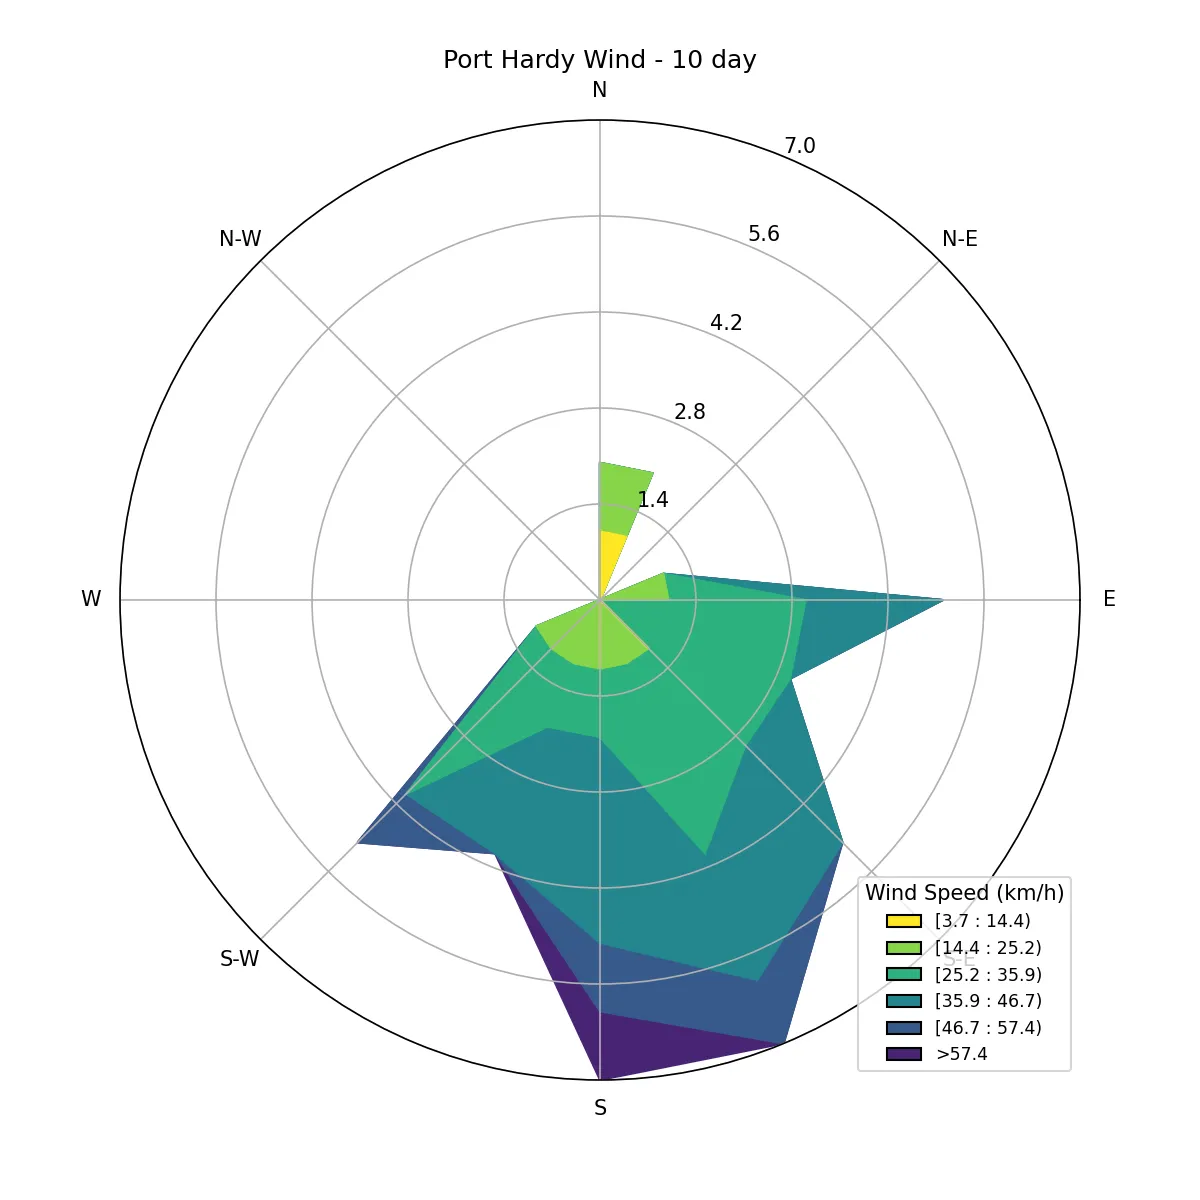 Port Hardy Wind - 10 day
N
7.0
N-W
5.6
N-E
4.2
2.8
1.4
W
E
S-W
S-E
Wind Speed (km/h)
[3.7 : 14.4)
[14.4 : 25.2)
[25.2 : 35.9)
[35.9 : 46.7)
[46.7 : 57.4)
>57.4
S